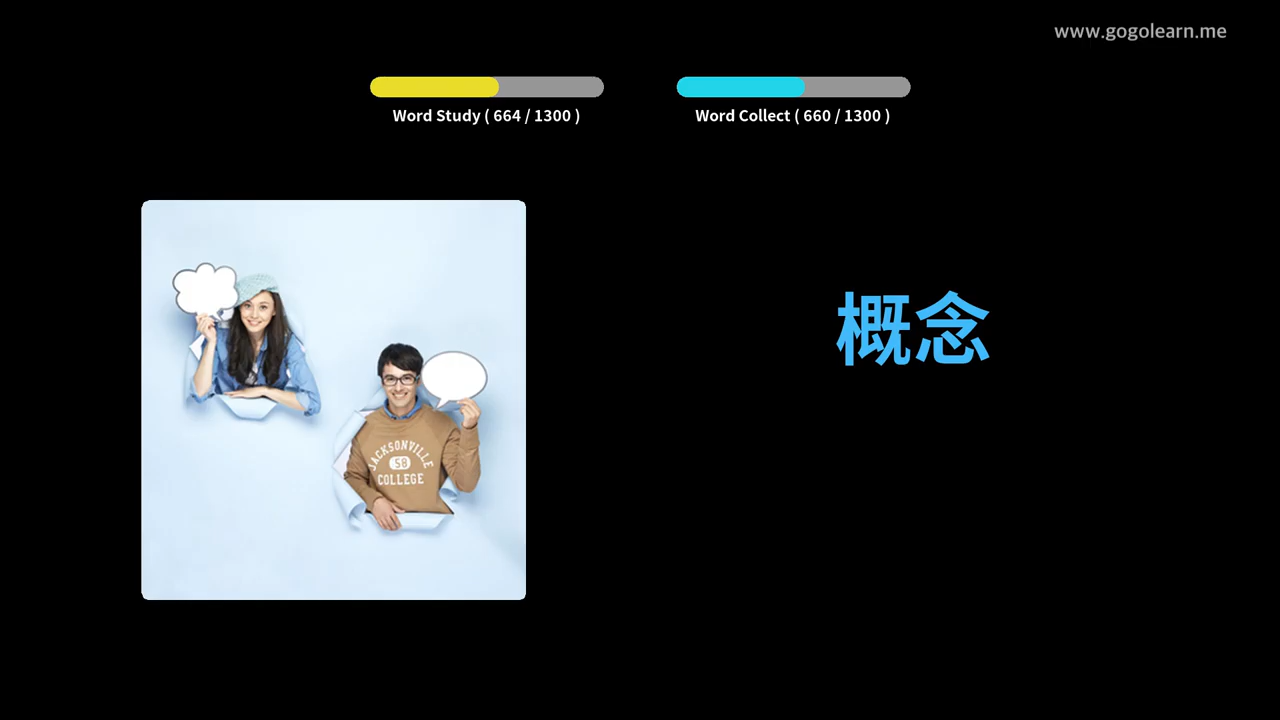 www.gogolearn.me
Word Study ( 664 / 1300 )
Word Collect ( 660 / 1300 )
概念
JACKSONVILLE
58
COLLEGE